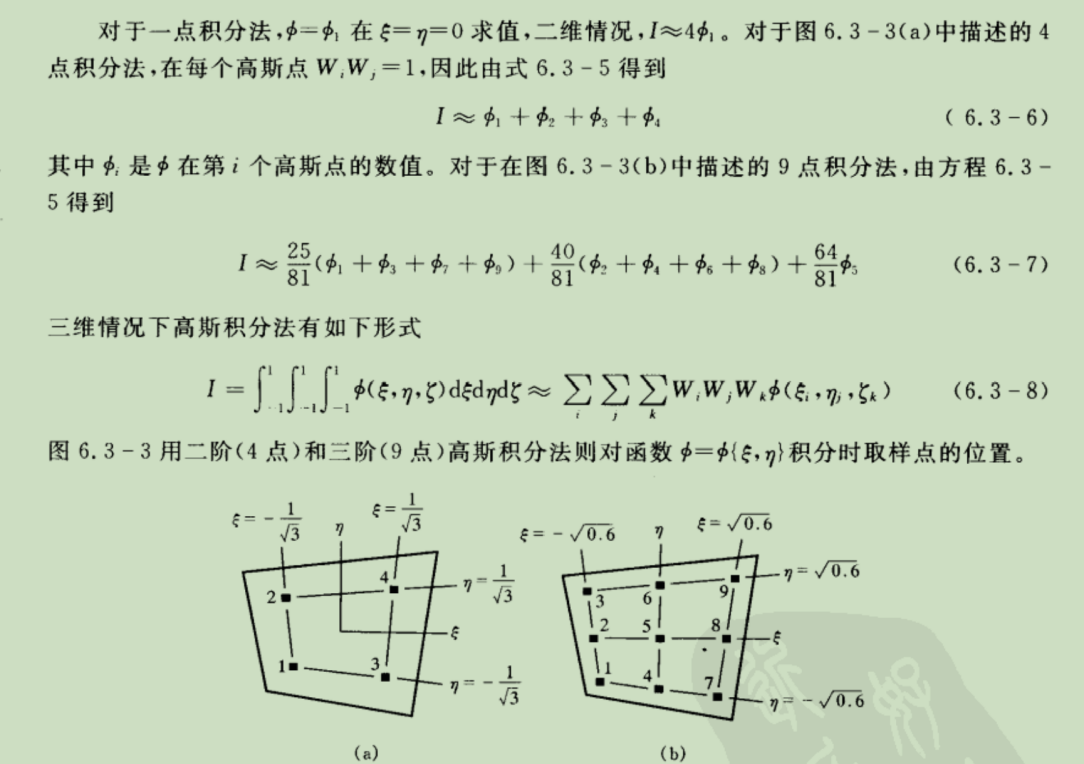 对于一点积分法,ϕ=ϕ₁ 在 ξ=η=0 求值,二维情况,I≈4ϕ₁。对于图 6.3-3(a)中描述的 4
点积分法,在每个高斯点 WᵢWⱼ=1,因此由式 6.3-5 得到
I ≈ ϕ₁ + ϕ₂ + ϕ₃ + ϕ₄ ( 6.3-6)
其中 ϕᵢ 是 ϕ 在第 i 个高斯点的数值。对于在图 6.3-3(b)中描述的 9 点积分法,由方程 6.3-
5 得到
I ≈ 25/81(ϕ₁ + ϕ₃ + ϕ₇ + ϕ₉) + 40/81(ϕ₂ + ϕ₄ + ϕ₆ + ϕ₈) + 64/81 ϕ₅ (6.3-7)
三维情况下高斯积分法有如下形式
I = ∫₋₁¹∫₋₁¹∫₋₁¹ ϕ(ξ,η,ζ)dξdηdζ ≈ ∑ᵢ ∑ⱼ ∑ₖ WᵢWⱼWₖϕ(ξᵢ,ηⱼ,ζₖ) (6.3-8)
图 6.3-3 用二阶(4 点)和三阶(9 点)高斯积分法则对函数 ϕ=ϕ{ξ,η}积分时取样点的位置。
ξ=-1/√3 η ξ=1/√3
2 4 η=1/√3
ξ
1 3 η=-1/√3
(a)
ξ=-√0.6 η ξ=√0.6
3 6 9 η=√0.6
2 5 8 ξ
1 4 7 η=-√0.6
(b)